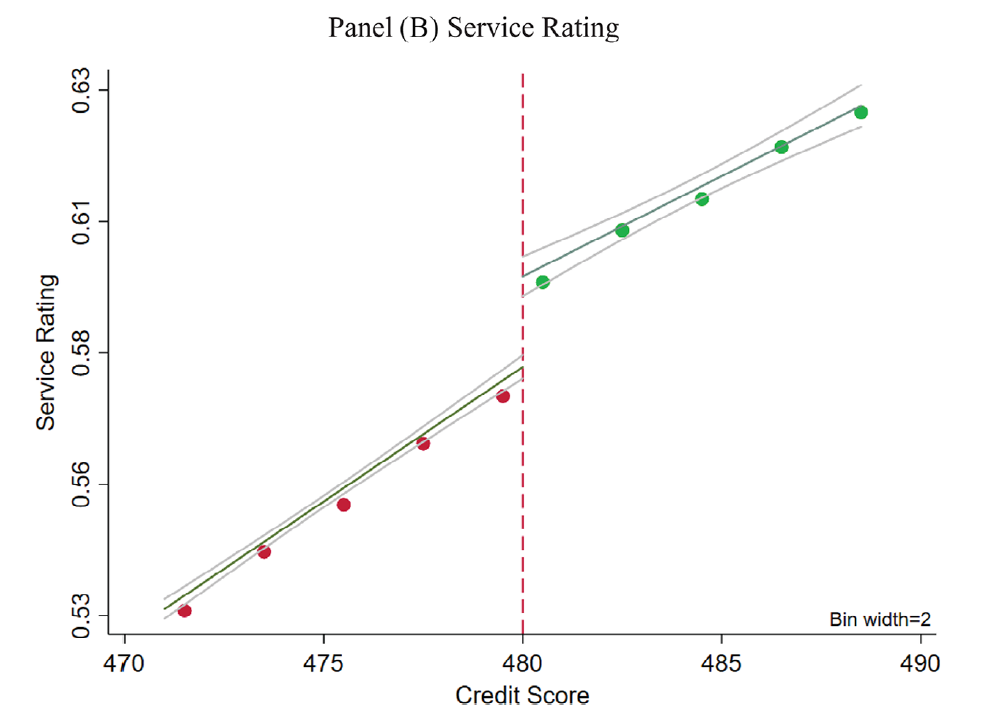 Panel (B) Service Rating
0.63
0.61
0.58
0.56
0.53
Service Rating
Bin width=2
470 475 480 485 490
Credit Score